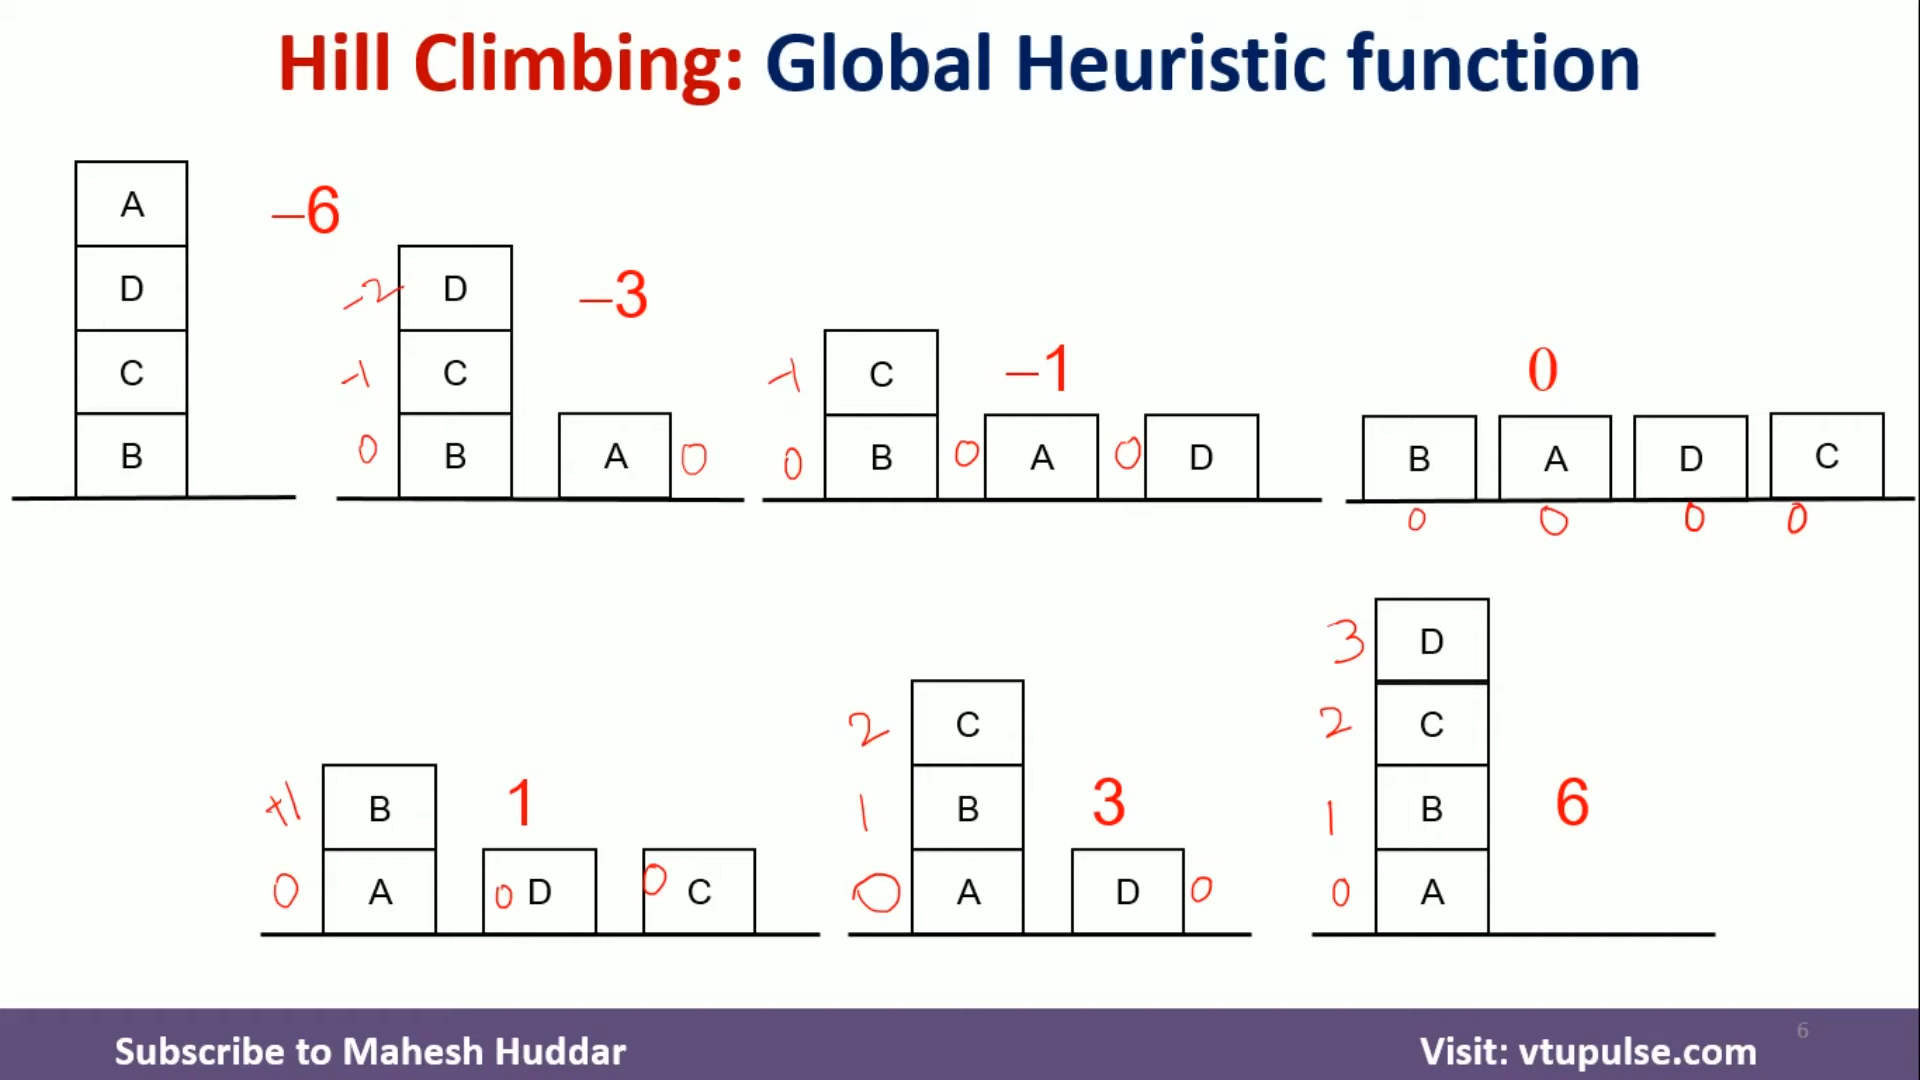 Hill Climbing: Global Heuristic function
A
D
C
B
–6
-2 D
-1 C
0 B
A 0
–3
-1 C
0 B
0 A
0 D
–1
0
B A D C
0 0 0 0
+1 B
0 A
0 D
0 C
1
2 C
1 B
0 A
D 0
3
3 D
2 C
1 B
0 A
6
Subscribe to Mahesh Huddar
Visit: vtupulse.com
6